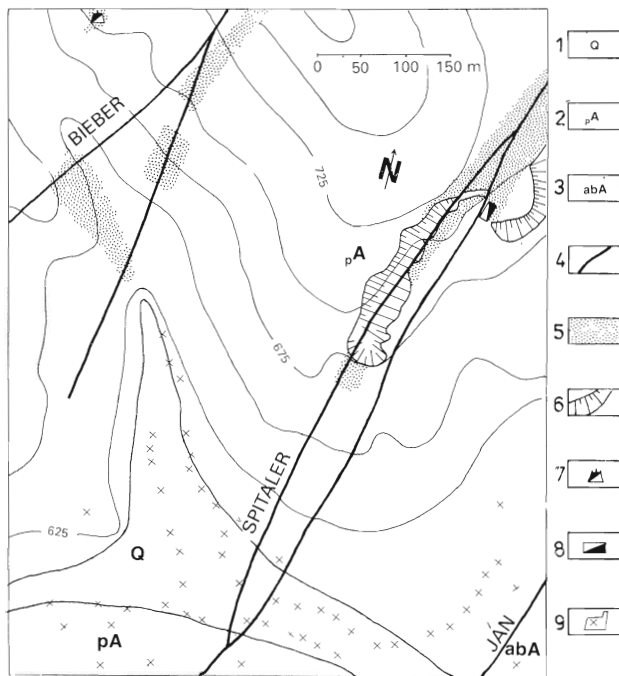 0 50 100 150 m
BIEBER
N
725
pA
675
SPITALER
625
Q
pA
JÁN
abA
1 Q
2 pA
3 abA
4
5
6
7
8
9